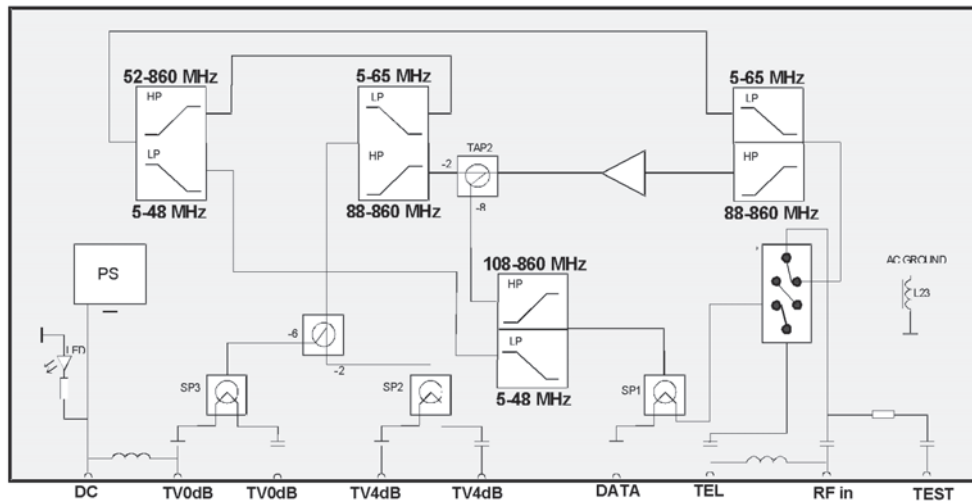 52-860 MHz
5-65 MHz
5-65 MHz
HP
LP
LP
TAP2
LP
HP
-2
HP
-8
5-48 MHz
88-860 MHz
88-860 MHz
PS
108-860 MHz
AC GROUND
HP
L23
-6
LED
LP
-2
SP3
SP2
5-48 MHz
SP1
DC
TV0dB
TV0dB
TV4dB
TV4dB
DATA
TEL
RF in
TEST